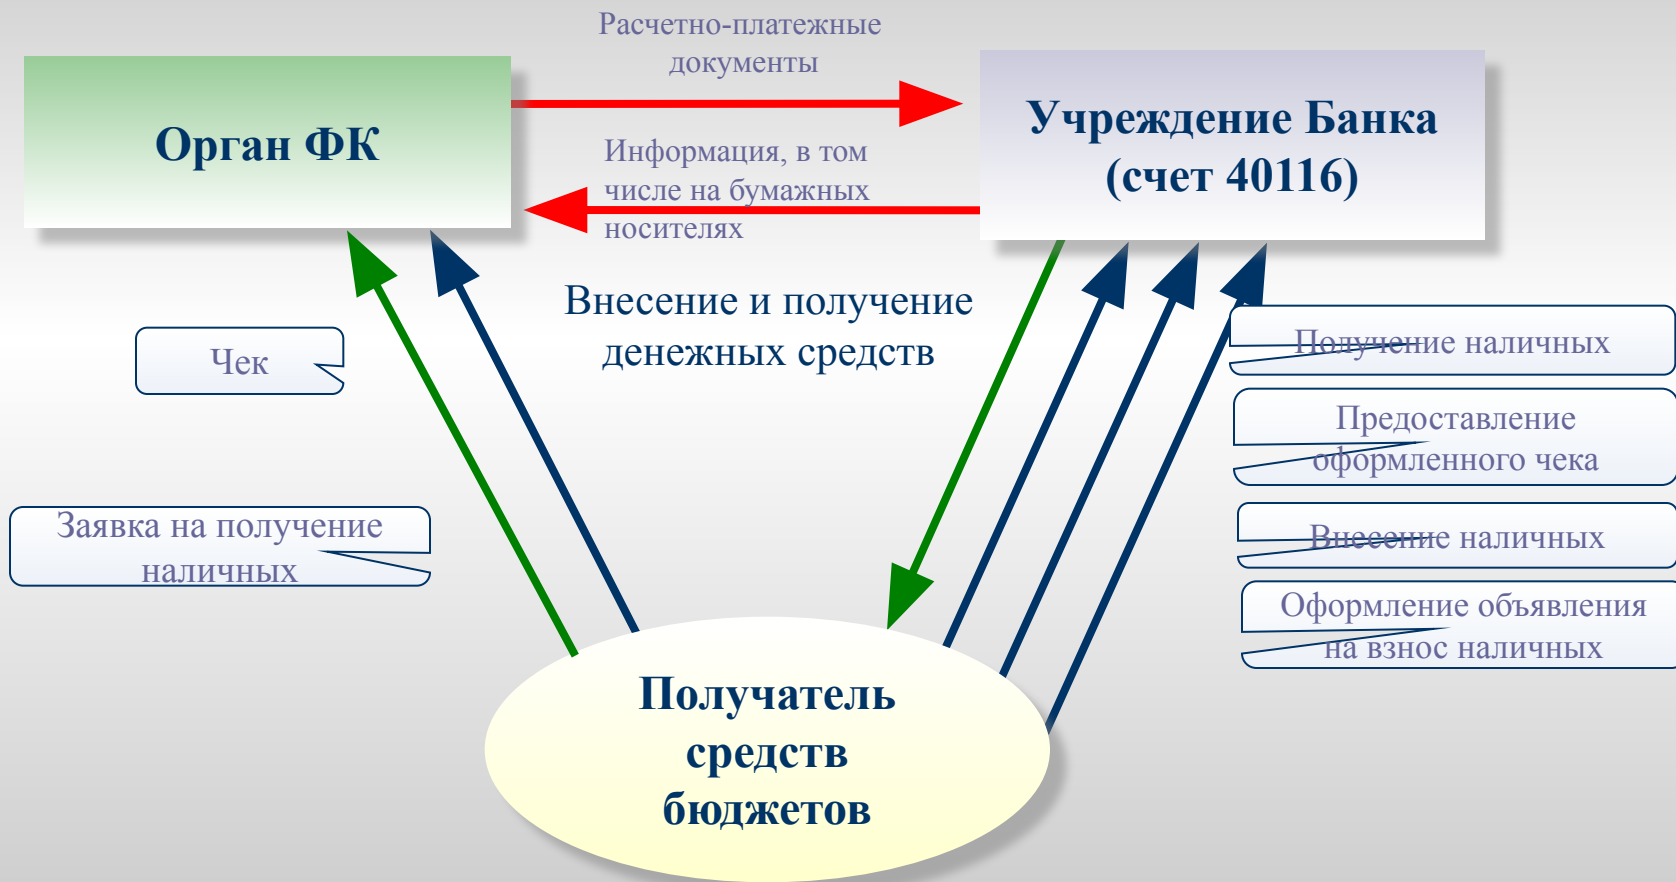 Расчетно-платежные
документы
Орган ФК
Учреждение Банка
(счет 40116)
Информация, в том
числе на бумажных
носителях
Внесение и получение
денежных средств
Чек
Заявка на получение
наличных
Получение наличных
Предоставление
оформленного чека
Внесение наличных
Оформление объявления
на взнос наличных
Получатель
средств
бюджетов